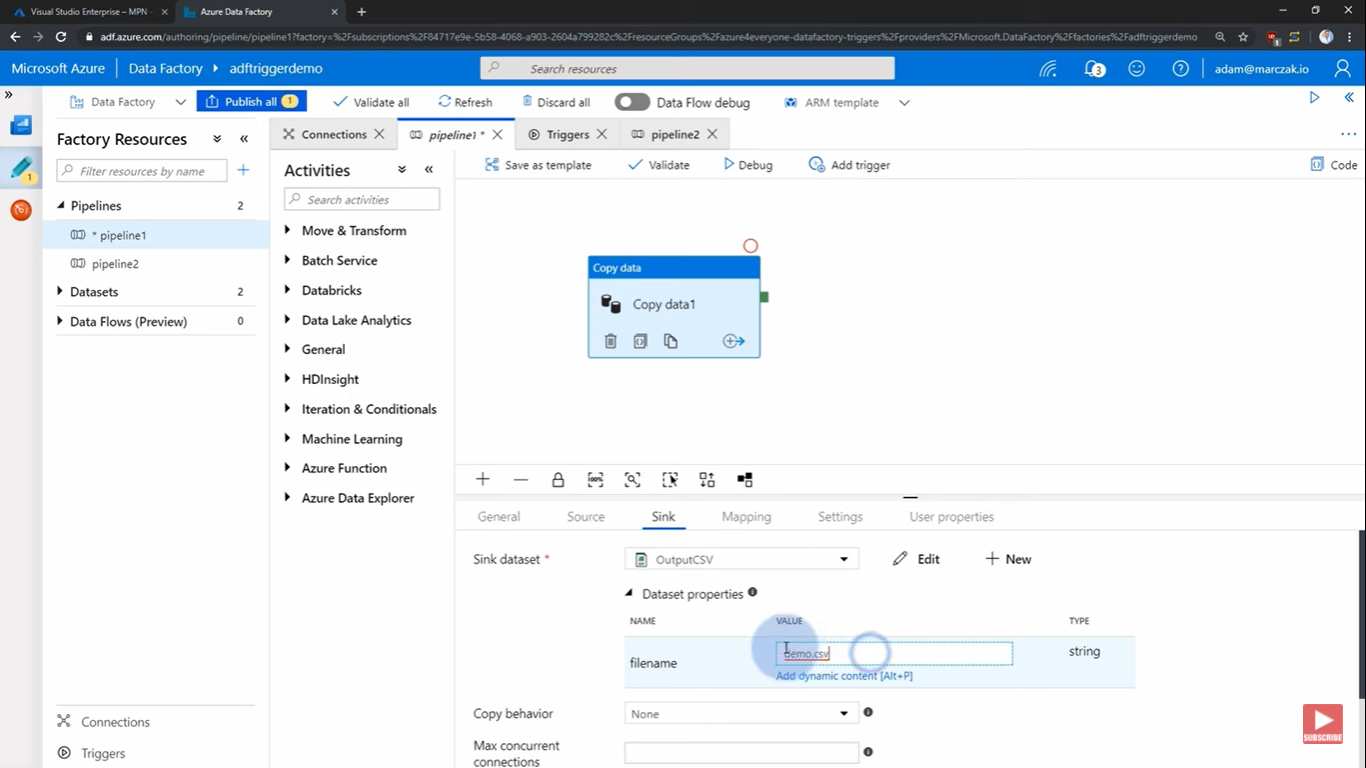 Visual Studio Enterprise – MPN -
Azure Data Factory
adf.azure.com/authoring/pipeline/pipeline1?factory=%2Fsubscriptions%2F84717e9e-5b58-4068-a903-2604a799282c%2FresourceGroups%2Fazure4everyone-datafactory-triggers%2Fproviders%2FMicrosoft.DataFactory%2Ffactories%2Fadftriggerdemo
Microsoft Azure
Data Factory
adftriggerdemo
Search resources
3
adam@marczak.io
Data Factory
Publish all 1
Validate all
Refresh
Discard all
Data Flow debug
ARM template
Factory Resources
Filter resources by name
Pipelines 2
* pipeline1
pipeline2
Datasets 2
Data Flows (Preview) 0
Connections
Triggers
1
Connections
pipeline1 *
Triggers
pipeline2
Activities
Search activities
Move & Transform
Batch Service
Databricks
Data Lake Analytics
General
HDInsight
Iteration & Conditionals
Machine Learning
Azure Function
Azure Data Explorer
Save as template
Validate
Debug
Add trigger
Code
Copy data
Copy data1
100%
General
Source
Sink
Mapping
Settings
User properties
Sink dataset *
OutputCSV
Edit
New
Dataset properties
NAME VALUE TYPE
filename demo.csv string
Add dynamic content [Alt+P]
Copy behavior
None
Max concurrent
connections
SUBSCRIBE